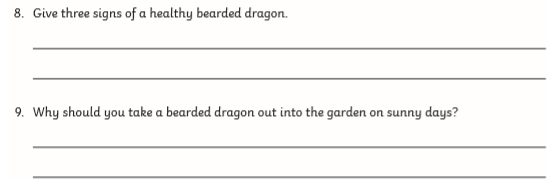 8. Give three signs of a healthy bearded dragon.
9. Why should you take a bearded dragon out into the garden on sunny days?